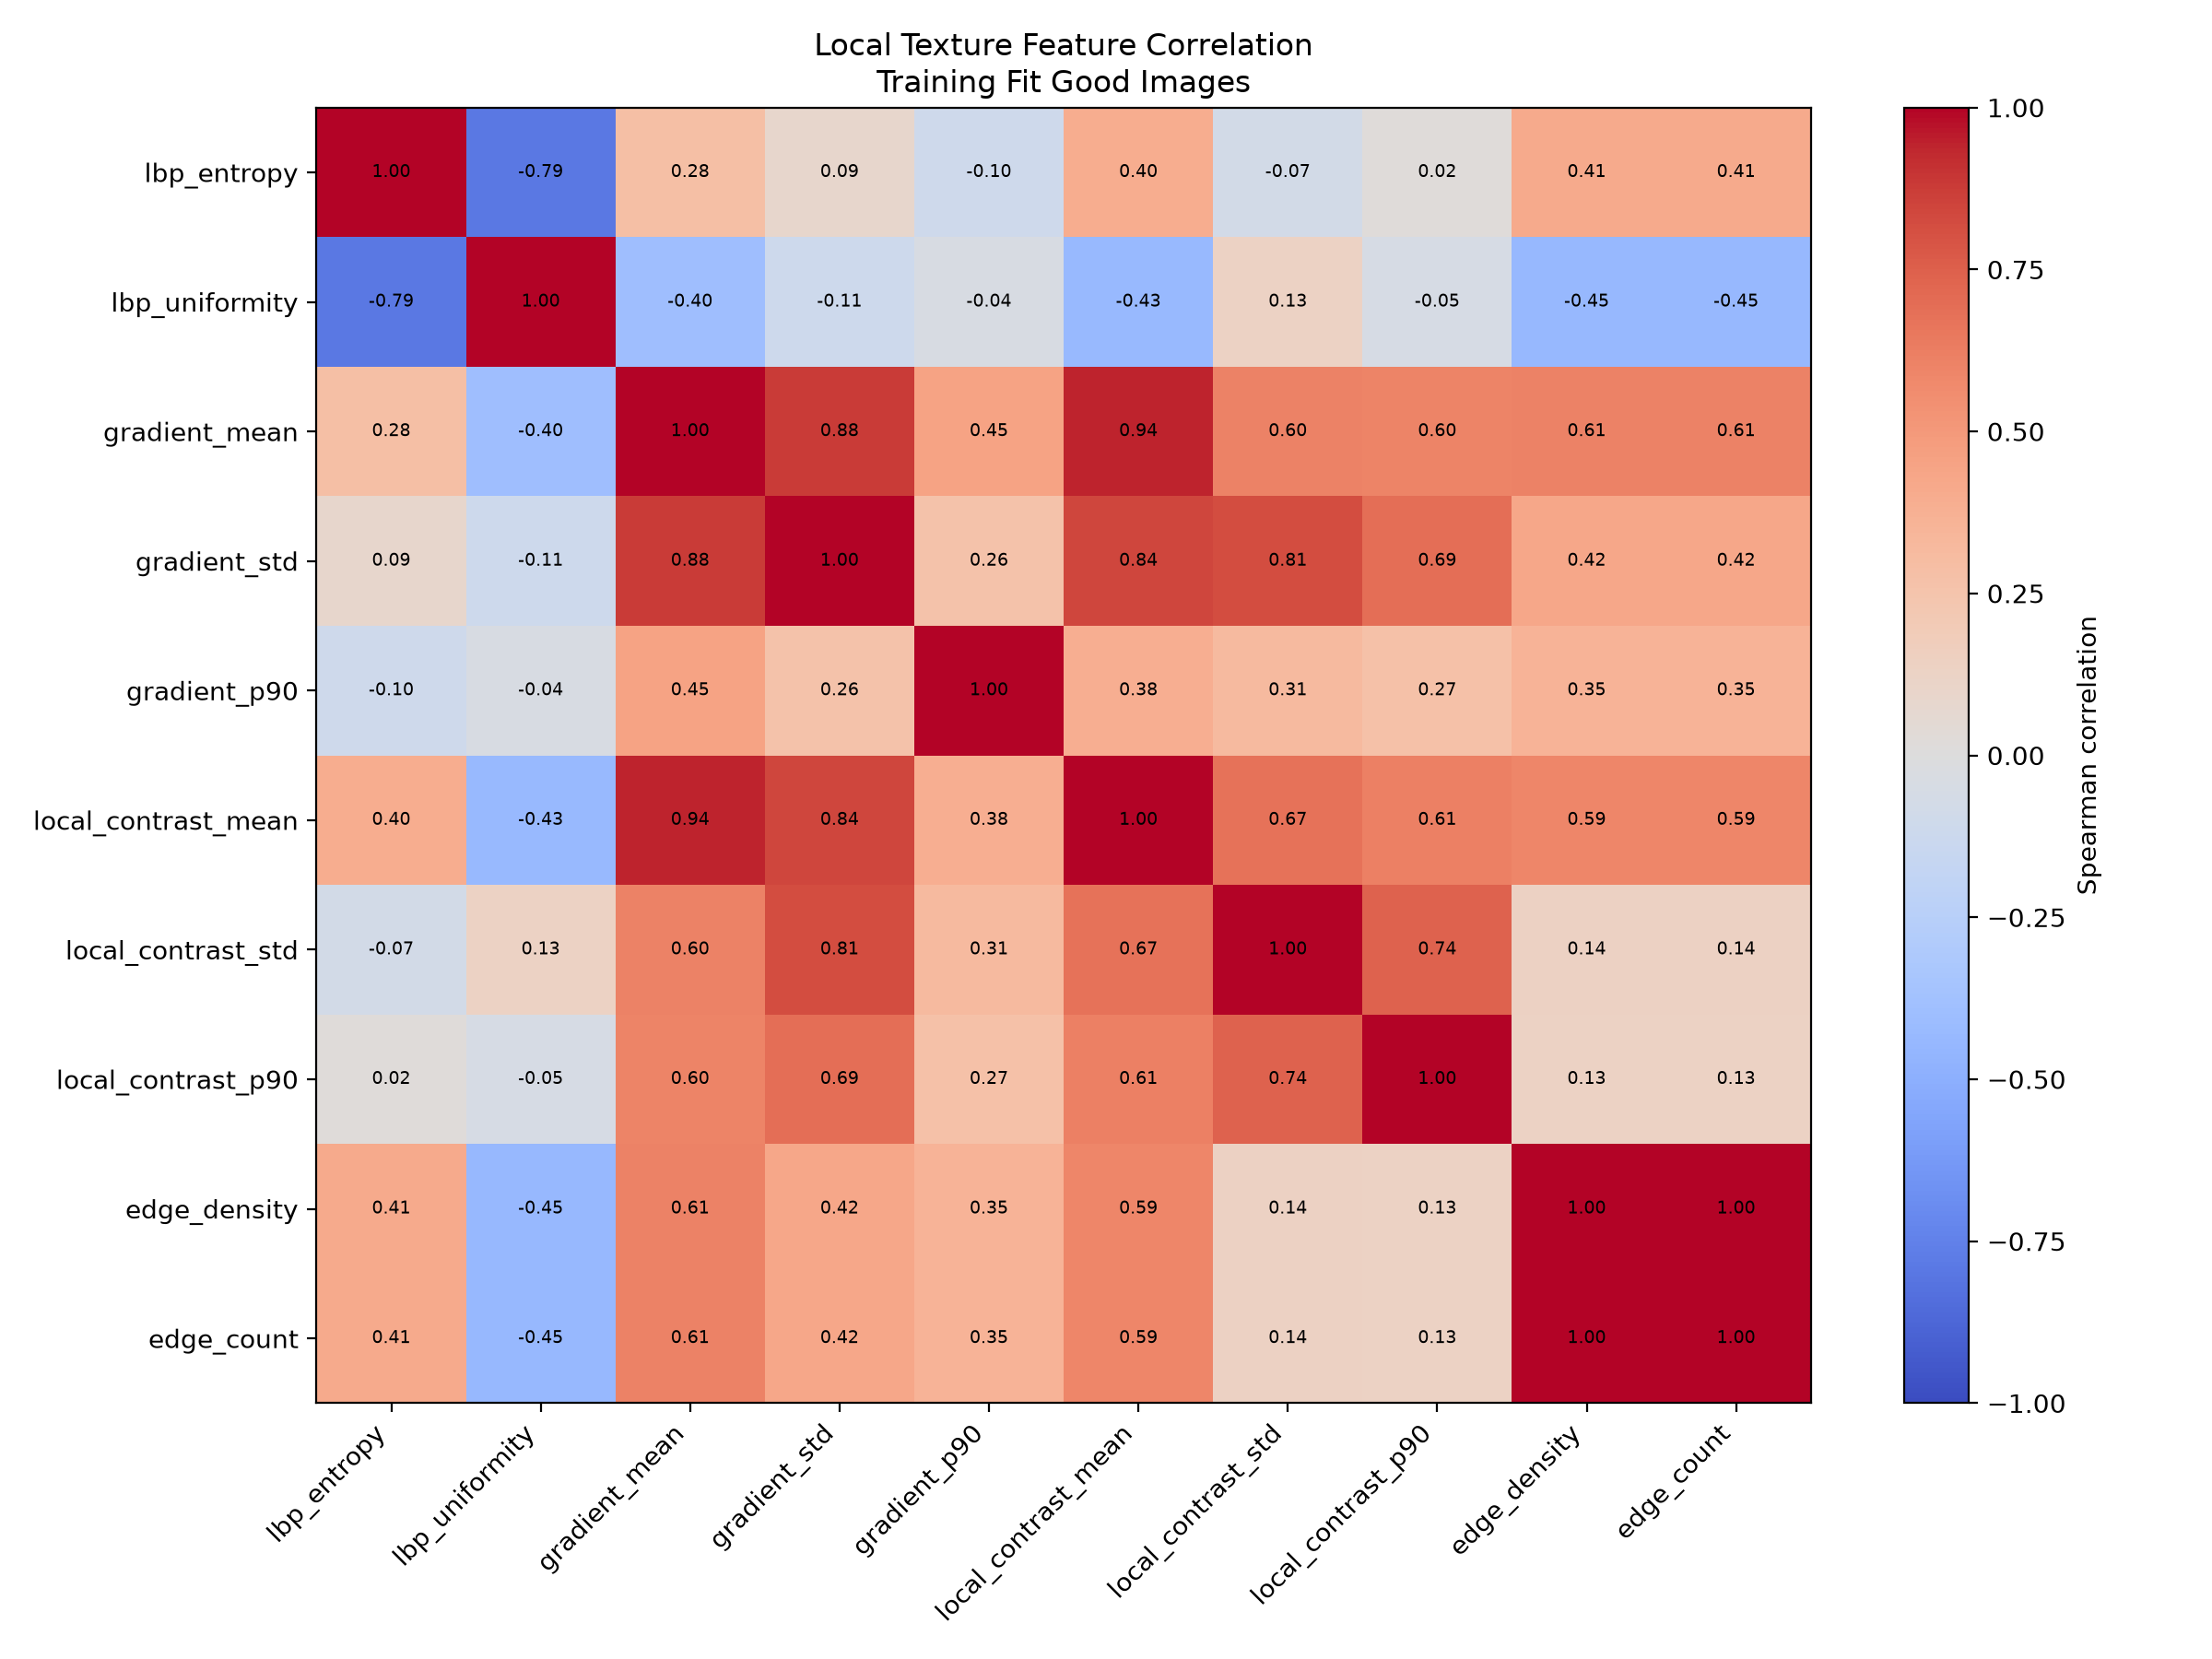 Local Texture Feature Correlation
Training Fit Good Images
lbp_entropy 1.00 -0.79 0.28 0.09 -0.10 0.40 -0.07 0.02 0.41 0.41
lbp_uniformity -0.79 1.00 -0.40 -0.11 -0.04 -0.43 0.13 -0.05 -0.45 -0.45
gradient_mean 0.28 -0.40 1.00 0.88 0.45 0.94 0.60 0.60 0.61 0.61
gradient_std 0.09 -0.11 0.88 1.00 0.26 0.84 0.81 0.69 0.42 0.42
gradient_p90 -0.10 -0.04 0.45 0.26 1.00 0.38 0.31 0.27 0.35 0.35
local_contrast_mean 0.40 -0.43 0.94 0.84 0.38 1.00 0.67 0.61 0.59 0.59
local_contrast_std -0.07 0.13 0.60 0.81 0.31 0.67 1.00 0.74 0.14 0.14
local_contrast_p90 0.02 -0.05 0.60 0.69 0.27 0.61 0.74 1.00 0.13 0.13
edge_density 0.41 -0.45 0.61 0.42 0.35 0.59 0.14 0.13 1.00 1.00
edge_count 0.41 -0.45 0.61 0.42 0.35 0.59 0.14 0.13 1.00 1.00
lbp_entropy
lbp_uniformity
gradient_mean
gradient_std
gradient_p90
local_contrast_mean
local_contrast_std
local_contrast_p90
edge_density
edge_count
1.00
0.75
0.50
0.25
0.00
−0.25
−0.50
−0.75
−1.00
Spearman correlation